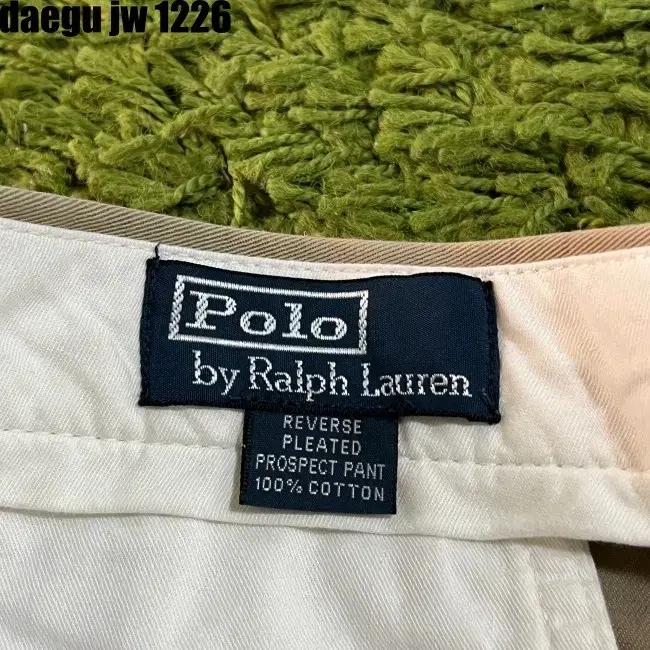 daegu jw 1226
Polo
by Ralph Lauren
REVERSE
PLEATED
PROSPECT PANT
100% COTTON